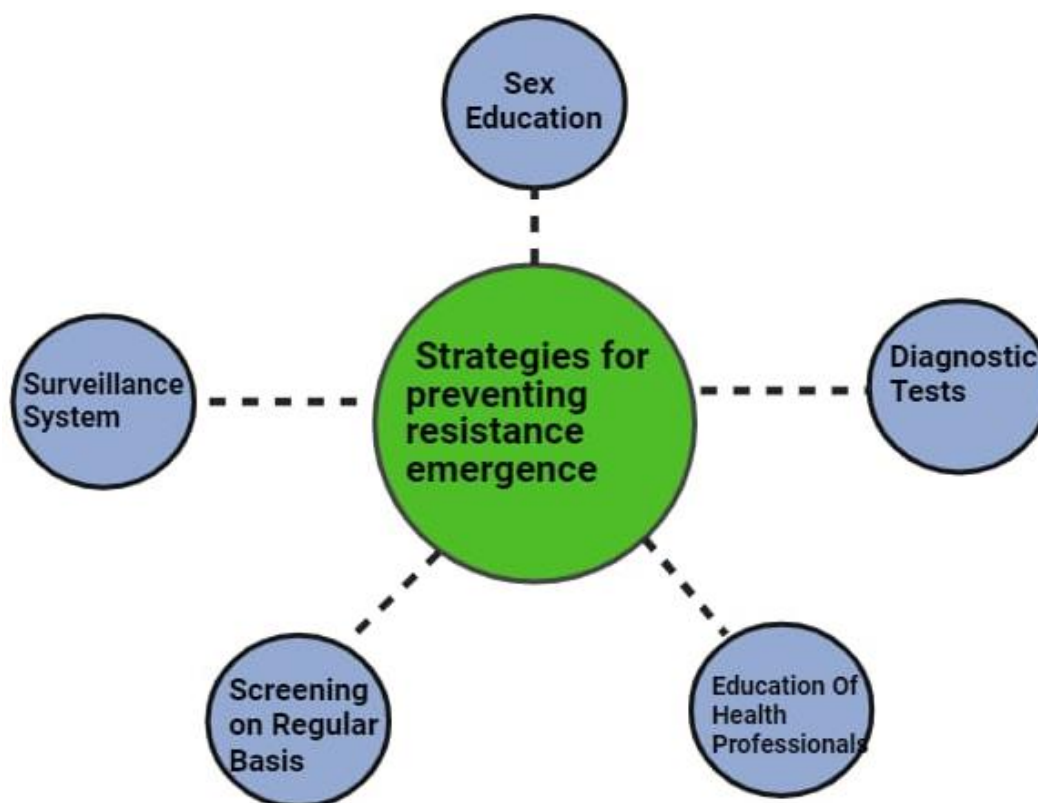 Sex
Education
Strategies for
preventing
resistance
emergence
Surveillance
System
Diagnostic
Tests
Screening
on Regular
Basis
Education Of
Health
Professionals